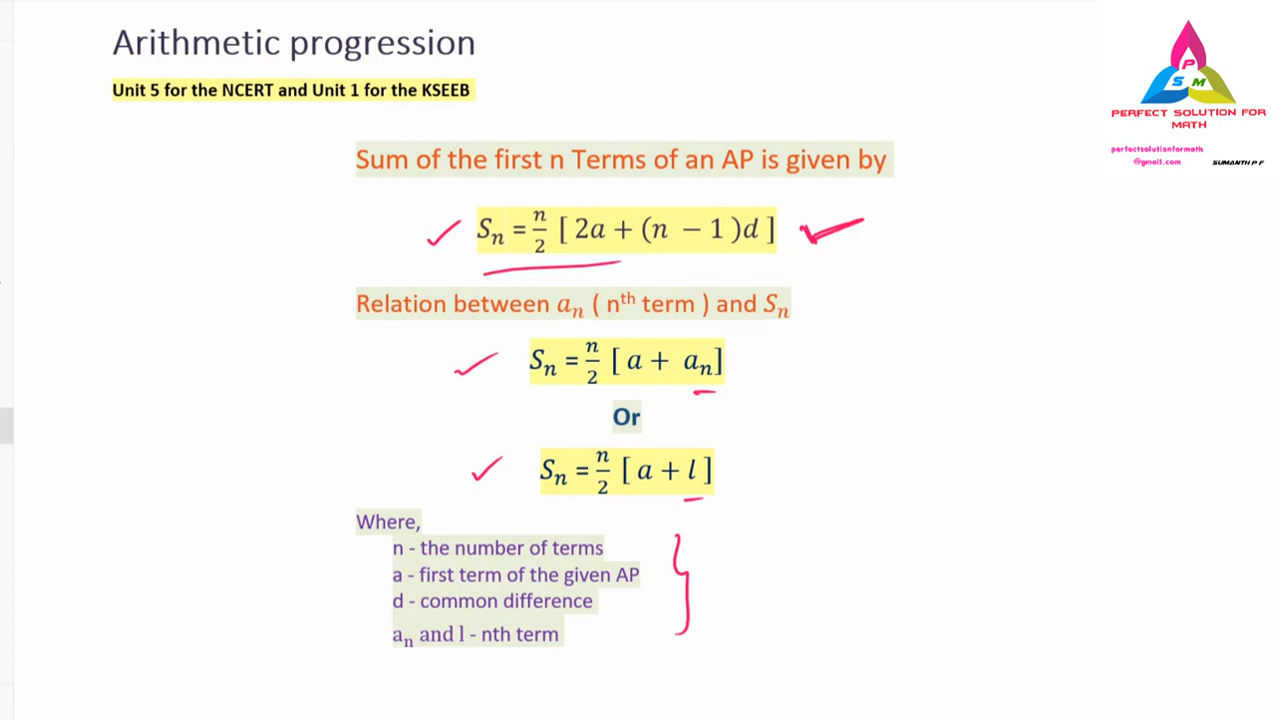 Arithmetic progression
Unit 5 for the NCERT and Unit 1 for the KSEEB
P
S M
PERFECT SOLUTION FOR
MATH
perfectsolutionformath
@gmail.com SUMANTH P F
Sum of the first n Terms of an AP is given by
Sₙ = n/2 [ 2a + (n − 1 )d ]
Relation between aₙ ( nᵗʰ term ) and Sₙ
Sₙ = n/2 [ a + aₙ]
Or
Sₙ = n/2 [ a + l ]
Where,
n - the number of terms
a - first term of the given AP
d - common difference
aₙ and l - nth term